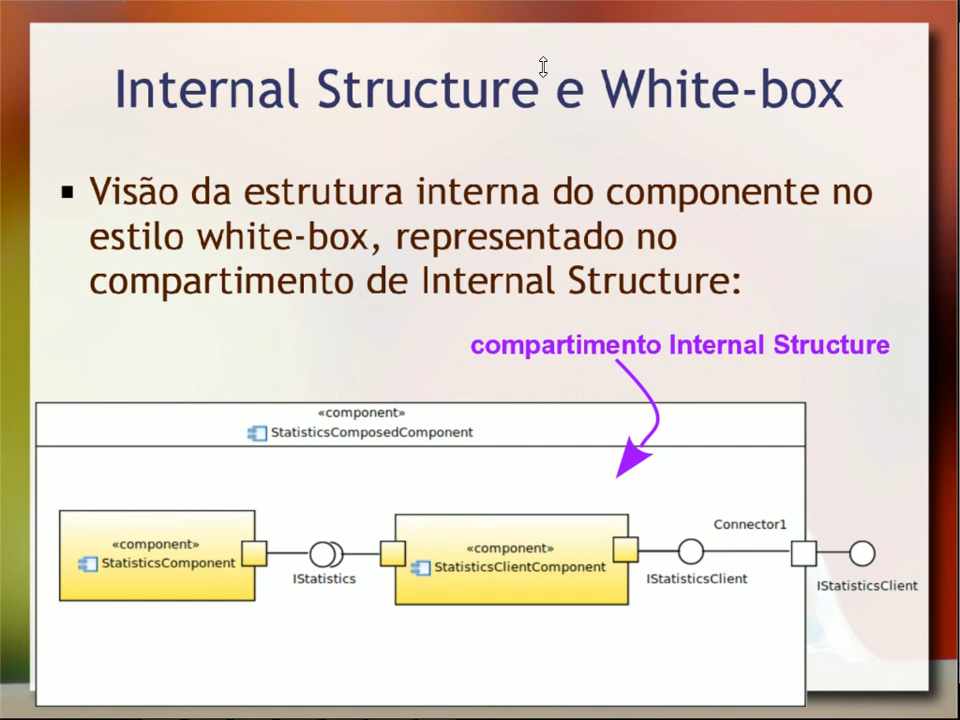 Internal Structure e White-box
▪ Visão da estrutura interna do componente no
estilo white-box, representado no
compartimento de Internal Structure:
compartimento Internal Structure
«component»
StatisticsComposedComponent
Connector1
«component»
StatisticsComponent
IStatistics
«component»
StatisticsClientComponent
IStatisticsClient
IStatisticsClient